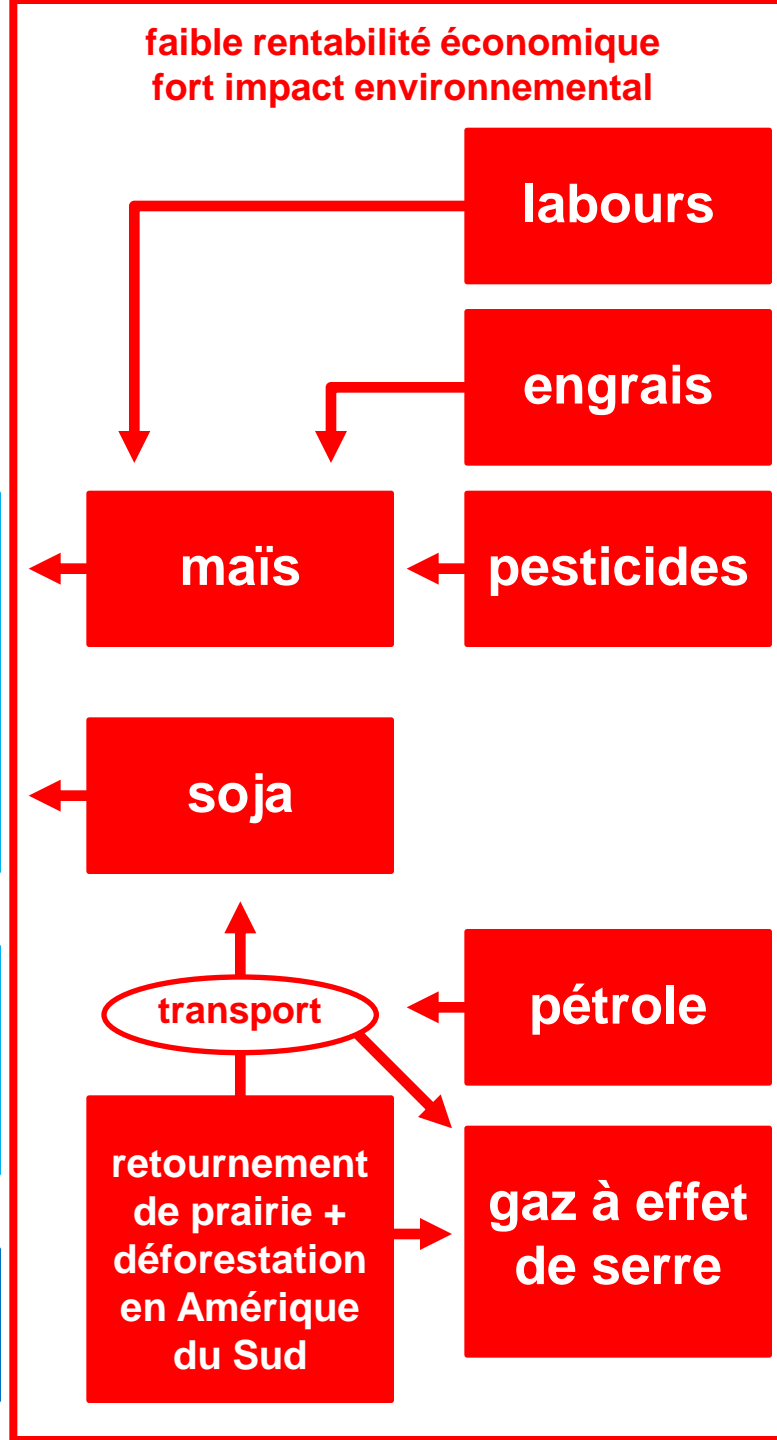 faible rentabilité économique
fort impact environnemental
labours
engrais
maïs
pesticides
soja
transport
pétrole
retournement
de prairie +
déforestation
en Amérique
du Sud
gaz à effet
de serre